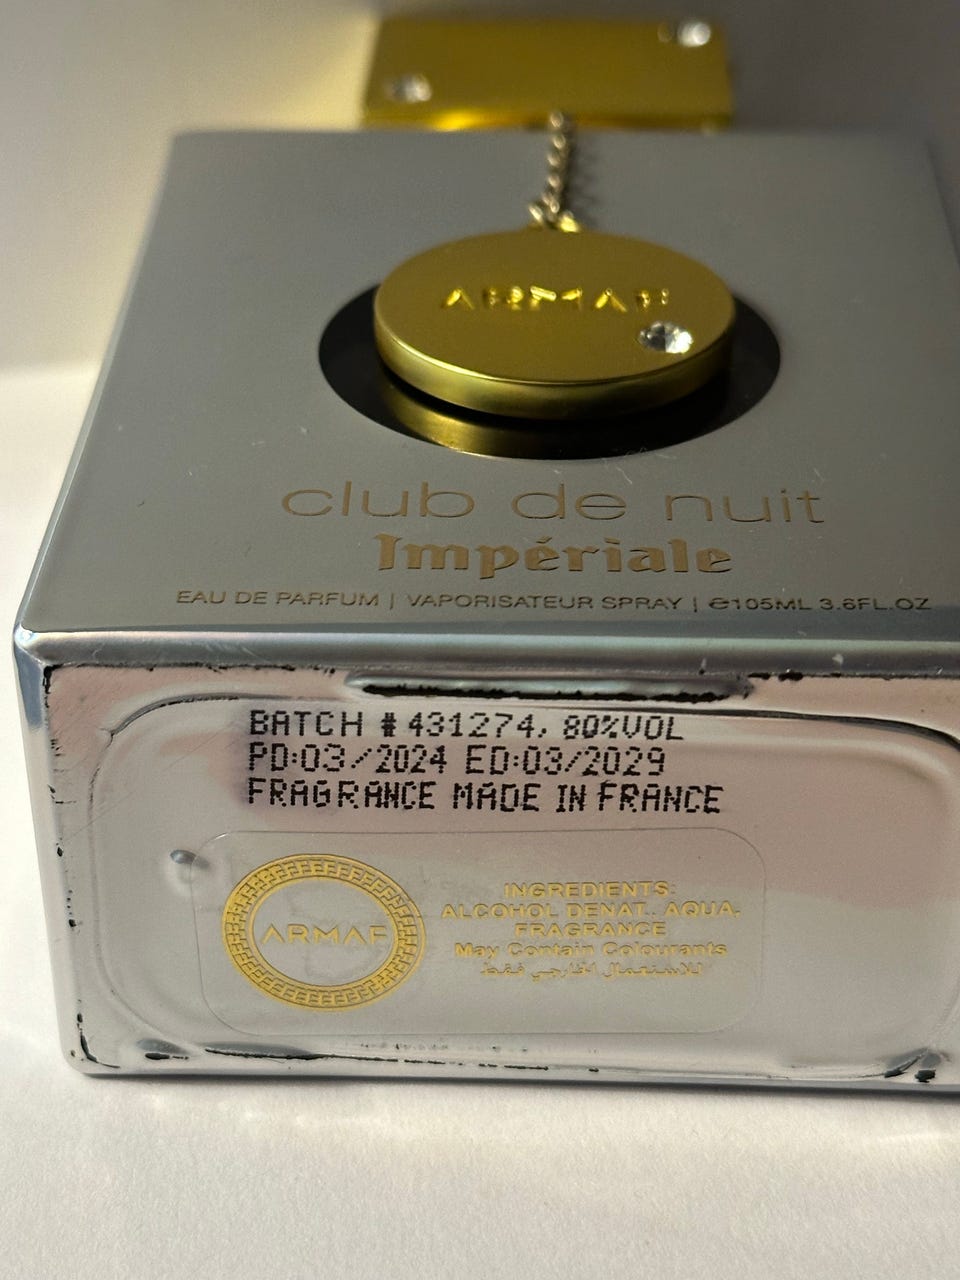 ARMAF
club de nuit
Impériale
EAU DE PARFUM | VAPORISATEUR SPRAY | ℮105ML 3.6FL.OZ
BATCH # 431274, 80%VOL
PD:03/2024 ED:03/2029
FRAGRANCE MADE IN FRANCE
ARMAF
INGREDIENTS:
ALCOHOL DENAT., AQUA,
FRAGRANCE
May Contain Colourants
للاستعمال الخارجي فقط